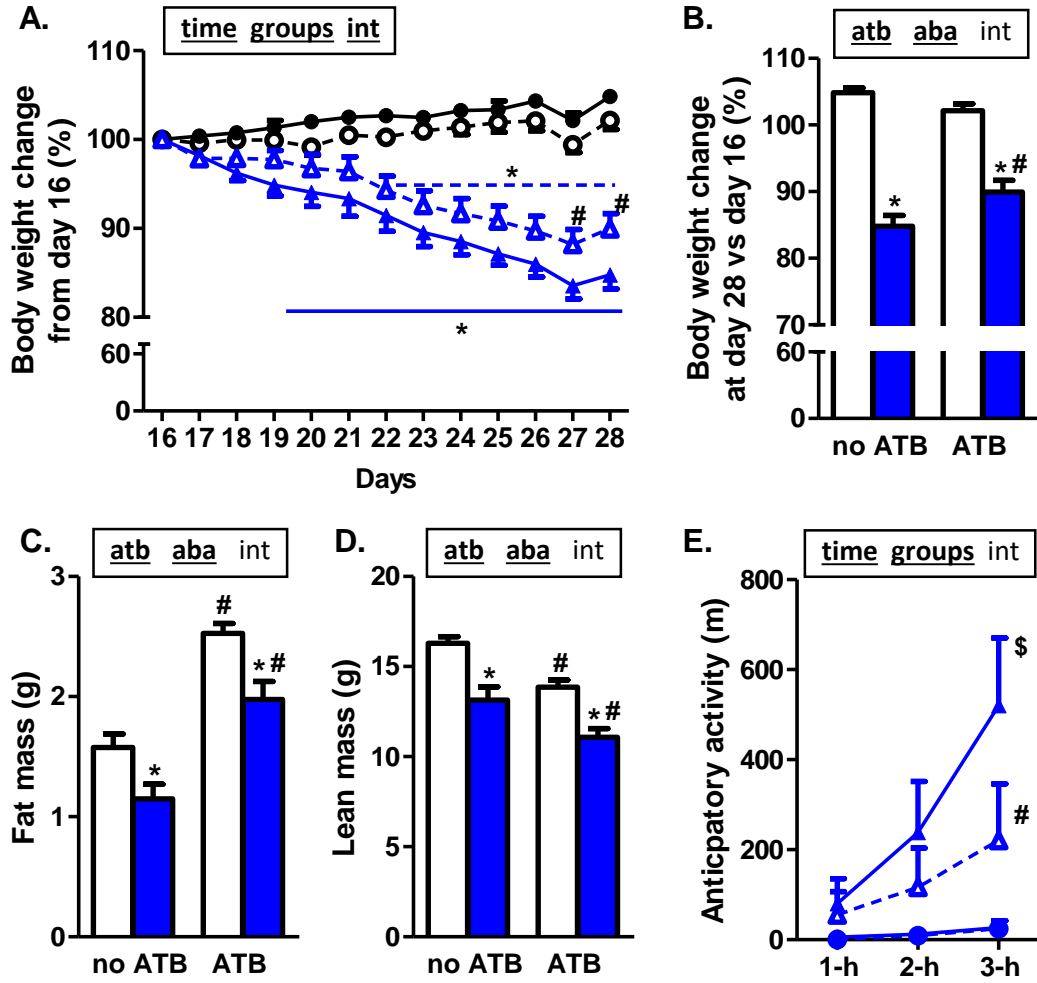 A.
time groups int
Body weight change
from day 16 (%)
110
100
90
80
60
0
*
#
#
*
16 17 18 19 20 21 22 23 24 25 26 27 28
Days
B.
atb aba int
Body weight change
at day 28 vs day 16 (%)
110
100
90
80
70
60
0
*
*#
no ATB ATB
C.
atb aba int
Fat mass (g)
3
2
1
0
*
#
*#
no ATB ATB
D.
atb aba int
Lean mass (g)
20
15
10
5
0
*
#
*#
no ATB ATB
E.
time groups int
Anticpatory activity (m)
800
600
400
200
0
$
#
1-h 2-h 3-h